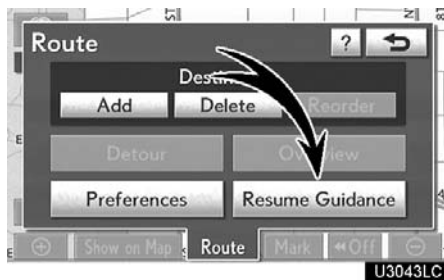 Route ?
Add Delete Reorder
Detour
Preferences Resume Guidance
Show on Map Route Mark Off
U3043LC